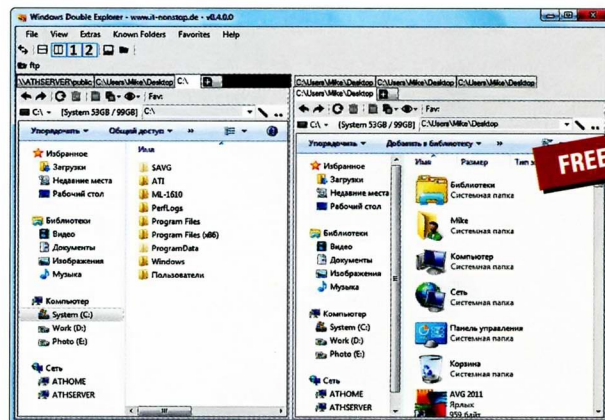 Windows Double Explorer - www.it-nonstop.de - v0.4.0.0
File View Extras Known Folders Favorites Help
1 2
ftp
\\ATHSERVER\public C:\Users\Mike\Desktop C:\
Fav:
C:\ (System 53GB / 99GB) C:\
Упорядочить Общий доступ »
Избранное
Загрузки
Недавние места
Рабочий стол
Библиотеки
Видео
Документы
Изображения
Музыка
Компьютер
System (C:)
Work (D:)
Photo (E:)
Сеть
ATHOME
ATHSERVER
Имя
$AVG
ATI
ML-1610
PerfLogs
Program Files
Program Files (x86)
ProgramData
Windows
Пользователи
C:\Users\Mike\Desktop C:\Users\Mike\Desktop C:\Users\Mike\Desktop
C:\Users\Mike\Desktop
Fav:
C:\ (System 53GB / 99GB) C:\Users\Mike\Desktop
Упорядочить Добавить в библиотеку »
FREE
Избранное
Загрузки
Недавние места
Рабочий стол
Библиотеки
Видео
Документы
Изображения
Музыка
Компьютер
System (C:)
Work (D:)
Photo (E:)
Сеть
ATHOME
ATHSERVER
Имя Размер Тип
Библиотеки
Системная папка
Mike
Системная папка
Компьютер
Системная папка
Сеть
Системная папка
Панель управления
Системная папка
Корзина
Системная папка
AVG 2011
Ярлык
959 байт